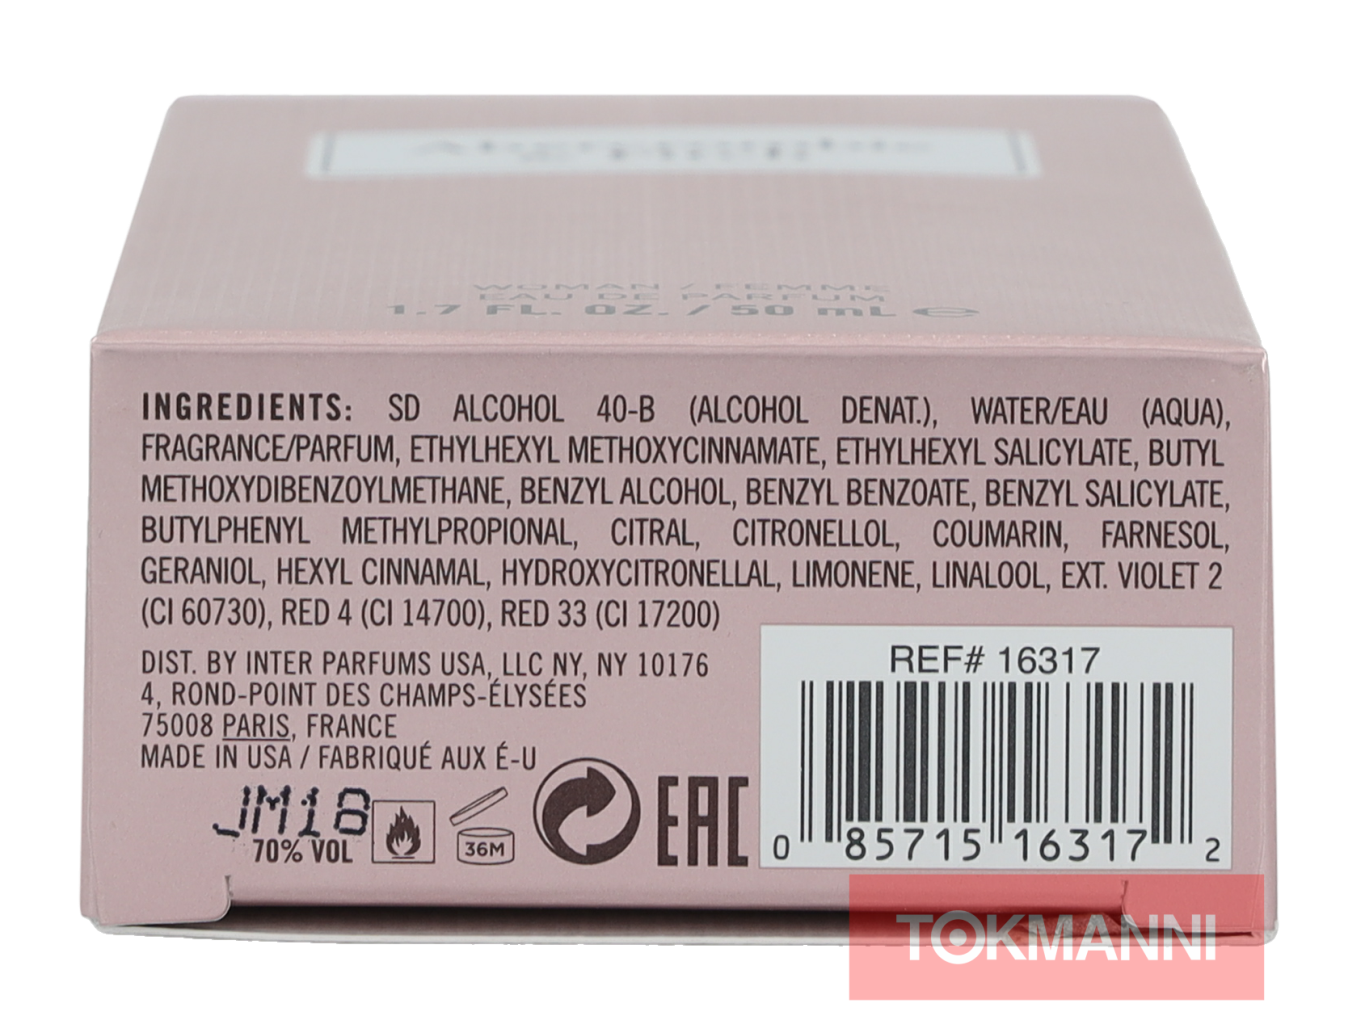 Abercrombie
& Fitch
WOMAN / FEMME
EAU DE PARFUM
1.7 FL. OZ. / 50 mL ℮
INGREDIENTS: SD ALCOHOL 40-B (ALCOHOL DENAT.), WATER/EAU (AQUA),
FRAGRANCE/PARFUM, ETHYLHEXYL METHOXYCINNAMATE, ETHYLHEXYL SALICYLATE, BUTYL
METHOXYDIBENZOYLMETHANE, BENZYL ALCOHOL, BENZYL BENZOATE, BENZYL SALICYLATE,
BUTYLPHENYL METHYLPROPIONAL, CITRAL, CITRONELLOL, COUMARIN, FARNESOL,
GERANIOL, HEXYL CINNAMAL, HYDROXYCITRONELLAL, LIMONENE, LINALOOL, EXT. VIOLET 2
(CI 60730), RED 4 (CI 14700), RED 33 (CI 17200)
DIST. BY INTER PARFUMS USA, LLC NY, NY 10176
4, ROND-POINT DES CHAMPS-ÉLYSÉES
75008 PARIS, FRANCE
MADE IN USA / FABRIQUÉ AUX É-U
JM18
70% VOL
36M
EAC
REF# 16317
0 85715 16317 2
TOKMANNI